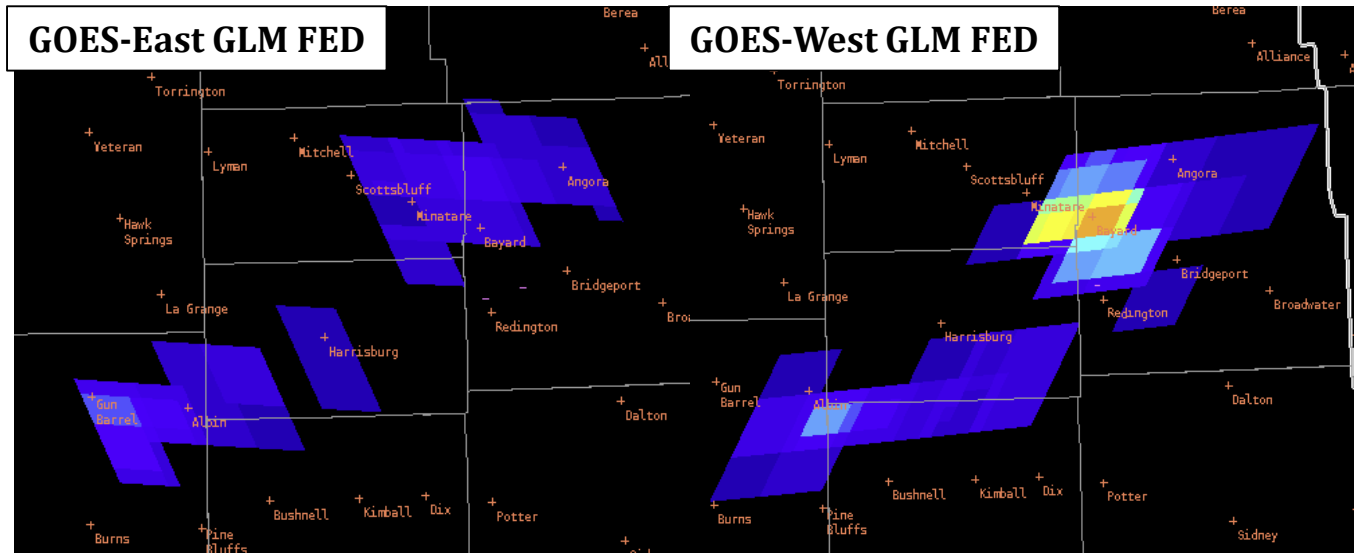 GOES-East GLM FED
GOES-West GLM FED
Berea
Torrington
Veteran
Lyman
Mitchell
Scottsbluff
Minatare
Angora
Hawk
Springs
Bayard
La Grange
Bridgeport
Redington
Harrisburg
Gun
Barrel
Albin
Dalton
Bushnell
Kimball
Dix
Potter
Burns
Pine
Bluffs
Berea
Alliance
Torrington
Veteran
Lyman
Mitchell
Scottsbluff
Minatare
Angora
Hawk
Springs
Bayard
La Grange
Bridgeport
Broadwater
Redington
Harrisburg
Gun
Barrel
Dalton
Bushnell
Kimball
Dix
Potter
Burns
Pine
Bluffs
Sidney